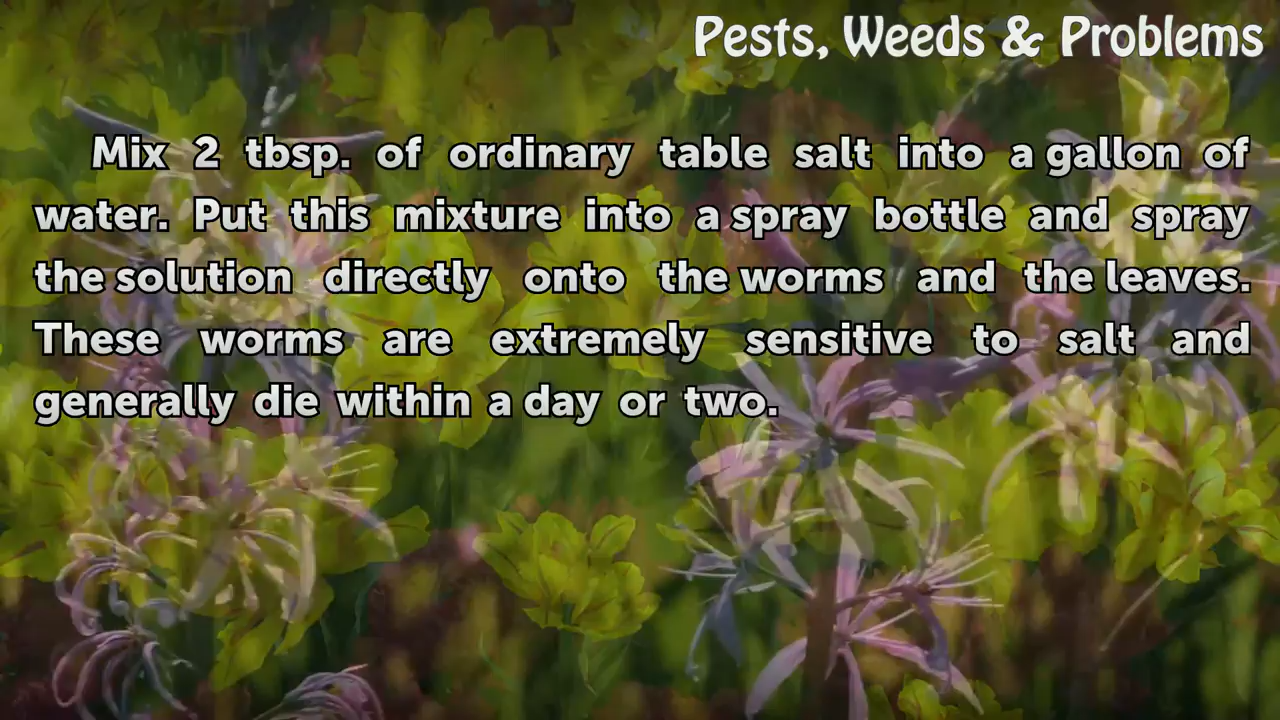 Pests, Weeds & Problems
Mix 2 tbsp. of ordinary table salt into a gallon of
water. Put this mixture into a spray bottle and spray
the solution directly onto the worms and the leaves.
These worms are extremely sensitive to salt and
generally die within a day or two.